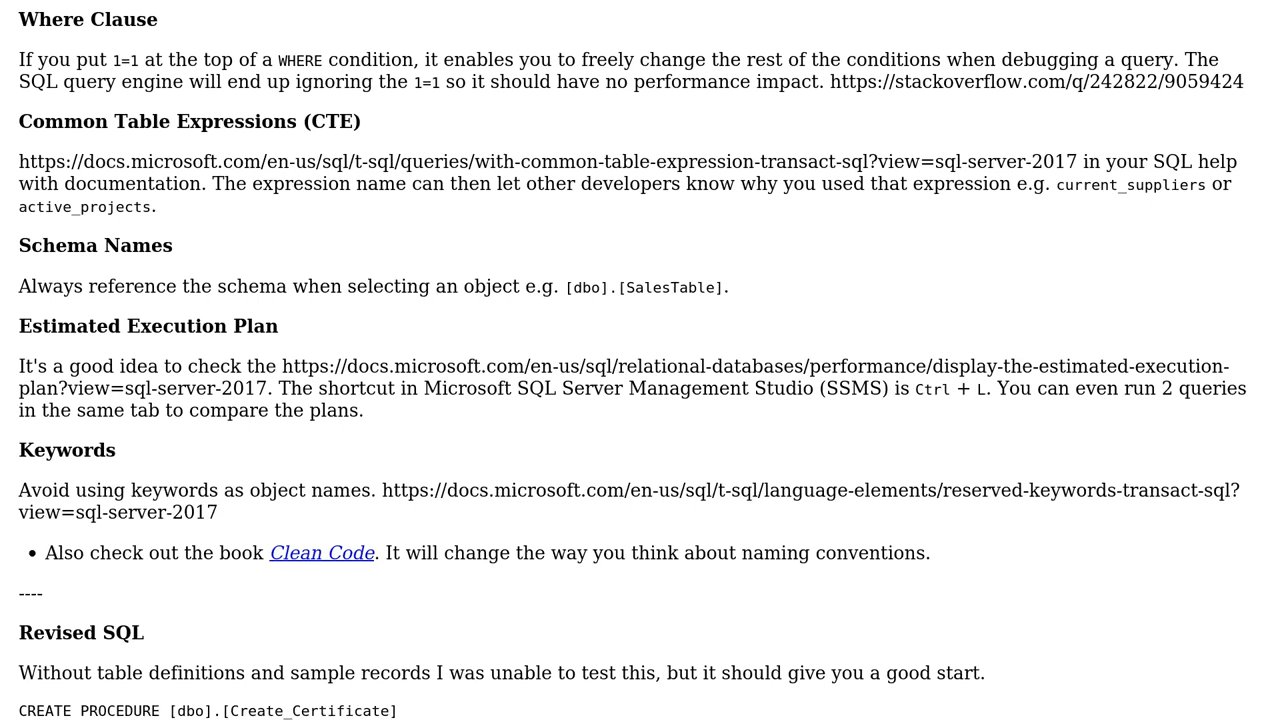 Where Clause
If you put 1=1 at the top of a WHERE condition, it enables you to freely change the rest of the conditions when debugging a query. The
SQL query engine will end up ignoring the 1=1 so it should have no performance impact. https://stackoverflow.com/q/242822/9059424
Common Table Expressions (CTE)
https://docs.microsoft.com/en-us/sql/t-sql/queries/with-common-table-expression-transact-sql?view=sql-server-2017 in your SQL help
with documentation. The expression name can then let other developers know why you used that expression e.g. current_suppliers or
active_projects.
Schema Names
Always reference the schema when selecting an object e.g. [dbo].[SalesTable].
Estimated Execution Plan
It's a good idea to check the https://docs.microsoft.com/en-us/sql/relational-databases/performance/display-the-estimated-execution-
plan?view=sql-server-2017. The shortcut in Microsoft SQL Server Management Studio (SSMS) is Ctrl + L. You can even run 2 queries
in the same tab to compare the plans.
Keywords
Avoid using keywords as object names. https://docs.microsoft.com/en-us/sql/t-sql/language-elements/reserved-keywords-transact-sql?
view=sql-server-2017
• Also check out the book Clean Code. It will change the way you think about naming conventions.
----
Revised SQL
Without table definitions and sample records I was unable to test this, but it should give you a good start.
CREATE PROCEDURE [dbo].[Create_Certificate]